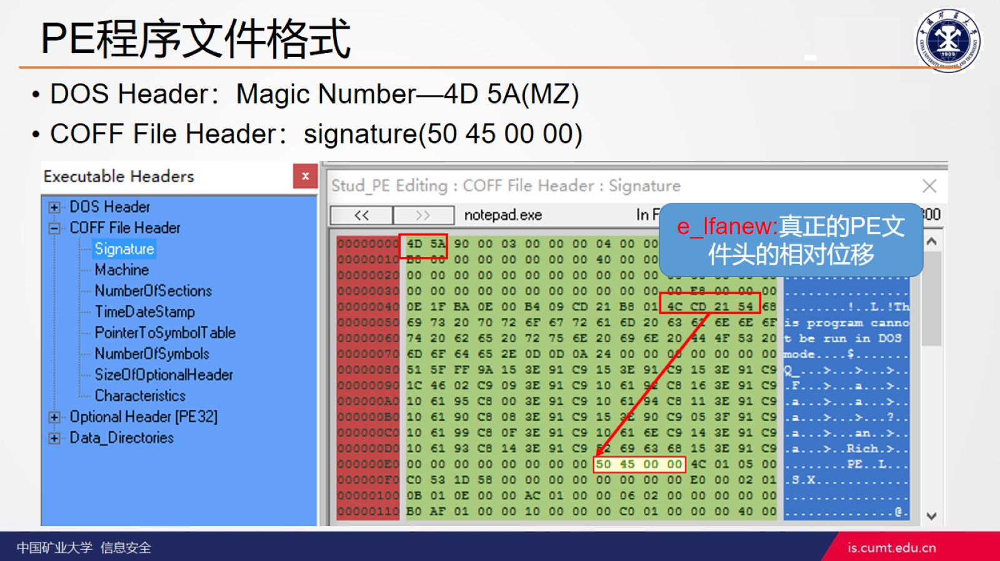 PE程序文件格式
• DOS Header：Magic Number—4D 5A(MZ)
• COFF File Header：signature(50 45 00 00)
Executable Headers
x
DOS Header
COFF File Header
Signature
Machine
NumberOfSections
TimeDateStamp
PointerToSymbolTable
NumberOfSymbols
SizeOfOptionalHeader
Characteristics
Optional Header [PE32]
Data_Directories
Stud_PE Editing : COFF File Header : Signature
<< >> notepad.exe In F 300
e_lfanew:真正的PE文
件头的相对位移
00000000 4D 5A 90 00 03 00 00 00 04 00 00
00000010 B8 00 00 00 00 00 00 00 40 00 00
00000020 00 00 00 00 00 00 00 00 00 00 00 00 00 00 00 00
00000030 00 00 00 00 00 00 00 00 00 00 00 00 E8 00 00 00 ................
00000040 0E 1F BA 0E 00 B4 09 CD 21 B8 01 4C CD 21 54 68 ........!..L.!Th
00000050 69 73 20 70 72 6F 67 72 61 6D 20 63 61 6E 6E 6F is program canno
00000060 74 20 62 65 20 72 75 6E 20 69 6E 20 44 4F 53 20 t be run in DOS
00000070 6D 6F 64 65 2E 0D 0D 0A 24 00 00 00 00 00 00 00 mode....$.......
00000080 51 5F FF 9A 15 3E 91 C9 15 3E 91 C9 15 3E 91 C9 Q_...>...>...>..
00000090 1C 46 02 C9 09 3E 91 C9 10 61 92 C8 16 3E 91 C9 .F...>...a...>..
000000A0 10 61 95 C8 00 3E 91 C9 10 61 94 C8 11 3E 91 C9 .a...>...a...>..
000000B0 10 61 90 C8 08 3E 91 C9 15 3E 90 C9 05 3F 91 C9 .a...>...>...?..
000000C0 10 61 99 C8 0F 3E 91 C9 10 61 6E C9 14 3E 91 C9 .a...>...an..>..
000000D0 10 61 93 C8 14 3E 91 C9 52 69 63 68 15 3E 91 C9 .a...>..Rich.>..
000000E0 00 00 00 00 00 00 00 00 50 45 00 00 4C 01 05 00 ........PE..L...
000000F0 C0 53 1D 58 00 00 00 00 00 00 00 00 E0 00 02 01 .S.X............
00000100 0B 01 0E 00 00 AC 01 00 00 06 02 00 00 00 00 00 ................
00000110 B0 AF 01 00 00 10 00 00 00 C0 01 00 00 00 40 00 ..............@.
中国矿业大学 信息安全
is.cumt.edu.cn
1909